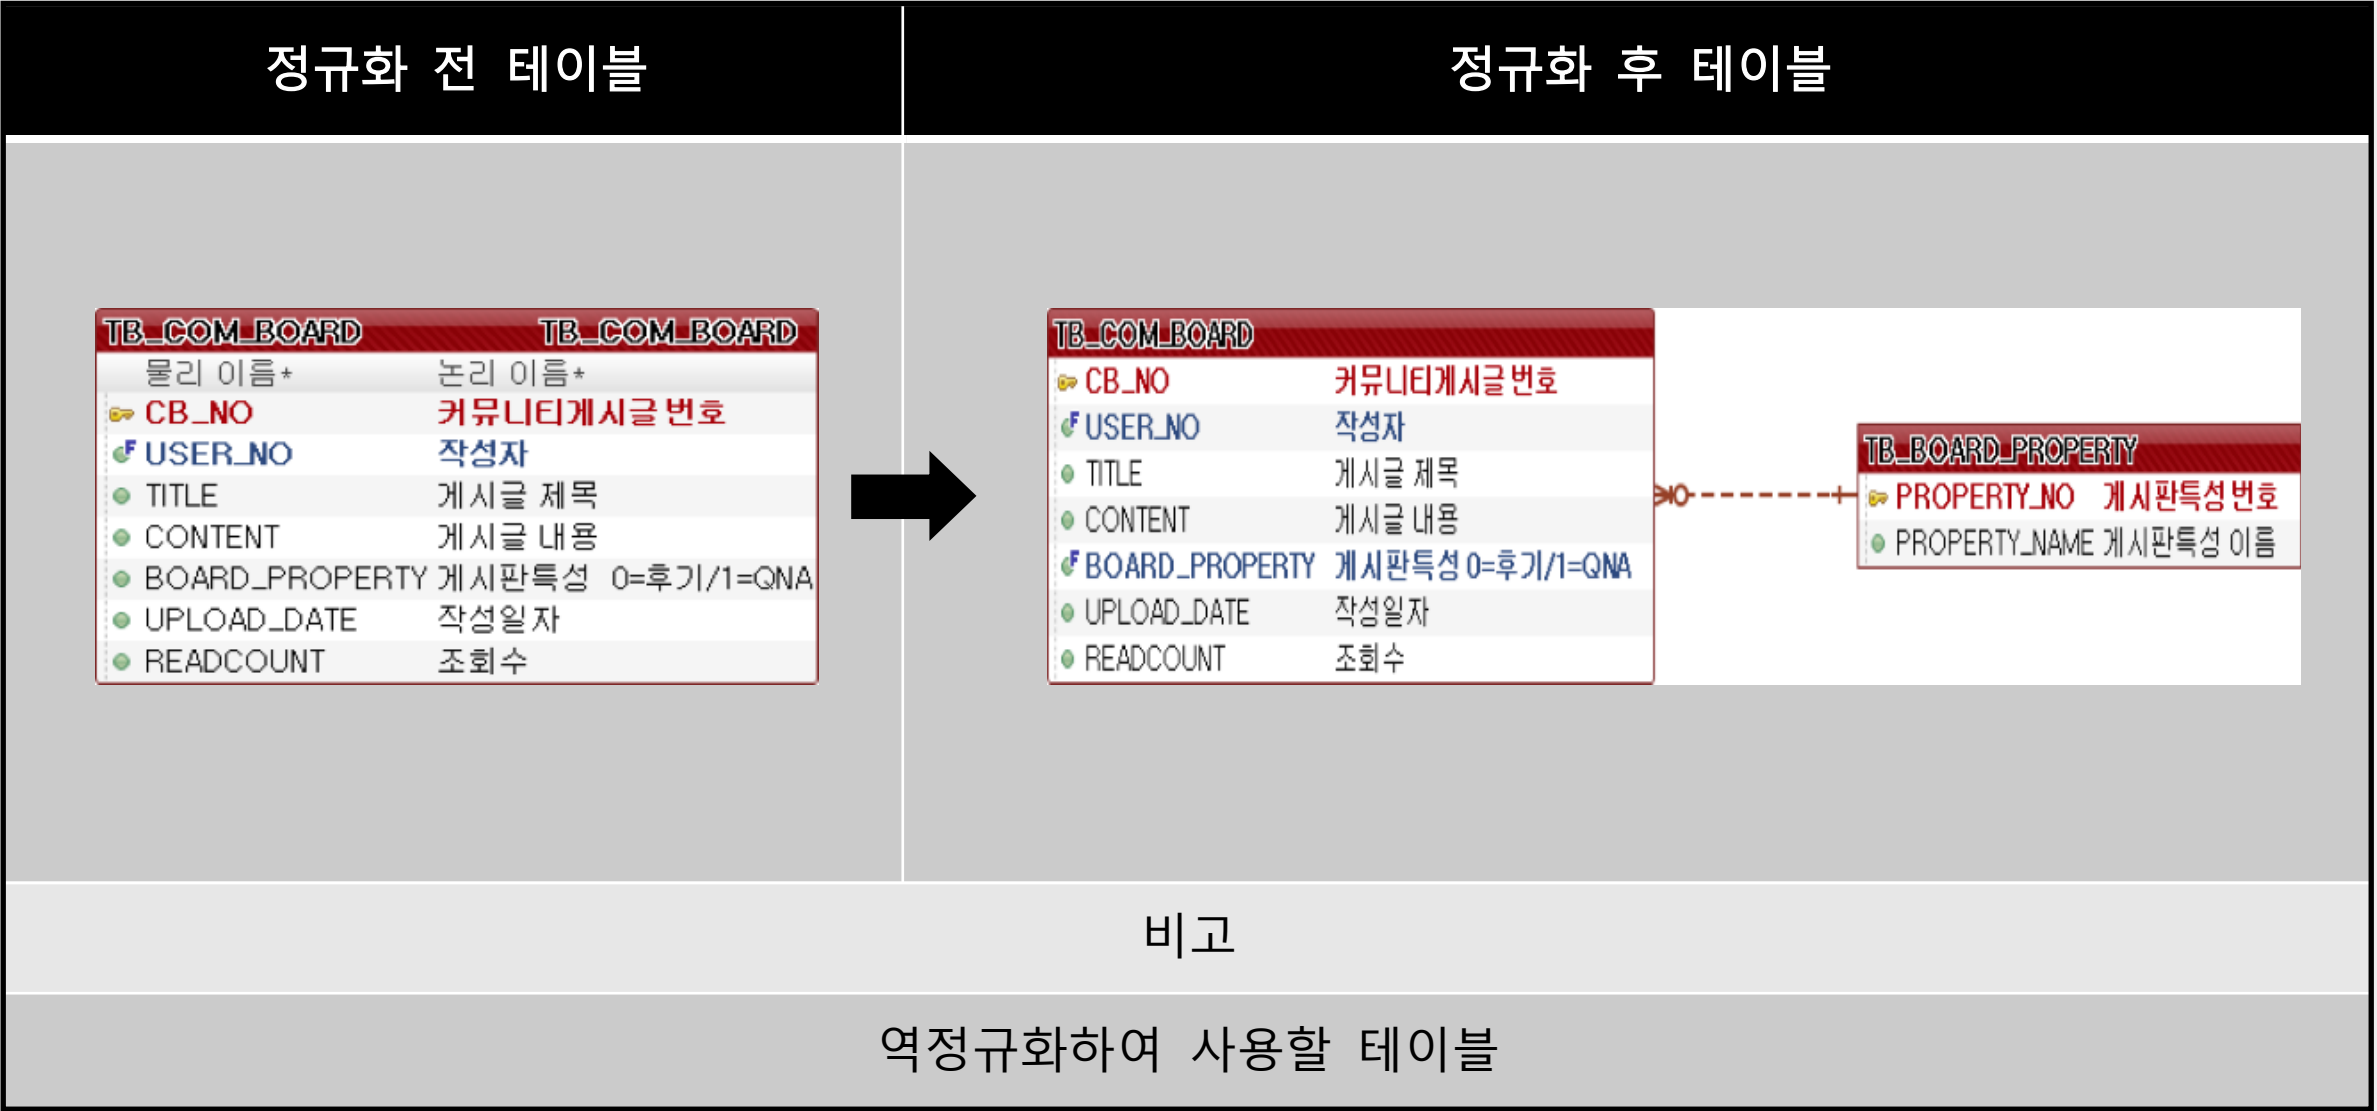 정규화 전 테이블
정규화 후 테이블
TB_COM_BOARD TB_COM_BOARD
물리 이름* 논리 이름*
CB_NO 커뮤니티게시글번호
USER_NO 작성자
TITLE 게시글 제목
CONTENT 게시글 내용
BOARD_PROPERTY 게시판특성 0=후기/1=QNA
UPLOAD_DATE 작성일자
READCOUNT 조회수
TB_COM_BOARD
CB_NO 커뮤니티게시글번호
USER_NO 작성자
TITLE 게시글 제목
CONTENT 게시글 내용
BOARD_PROPERTY 게시판특성 0=후기/1=QNA
UPLOAD_DATE 작성일자
READCOUNT 조회수
TB_BOARD_PROPERTY
PROPERTY_NO 게시판특성번호
PROPERTY_NAME 게시판특성 이름
비고
역정규화하여 사용할 테이블